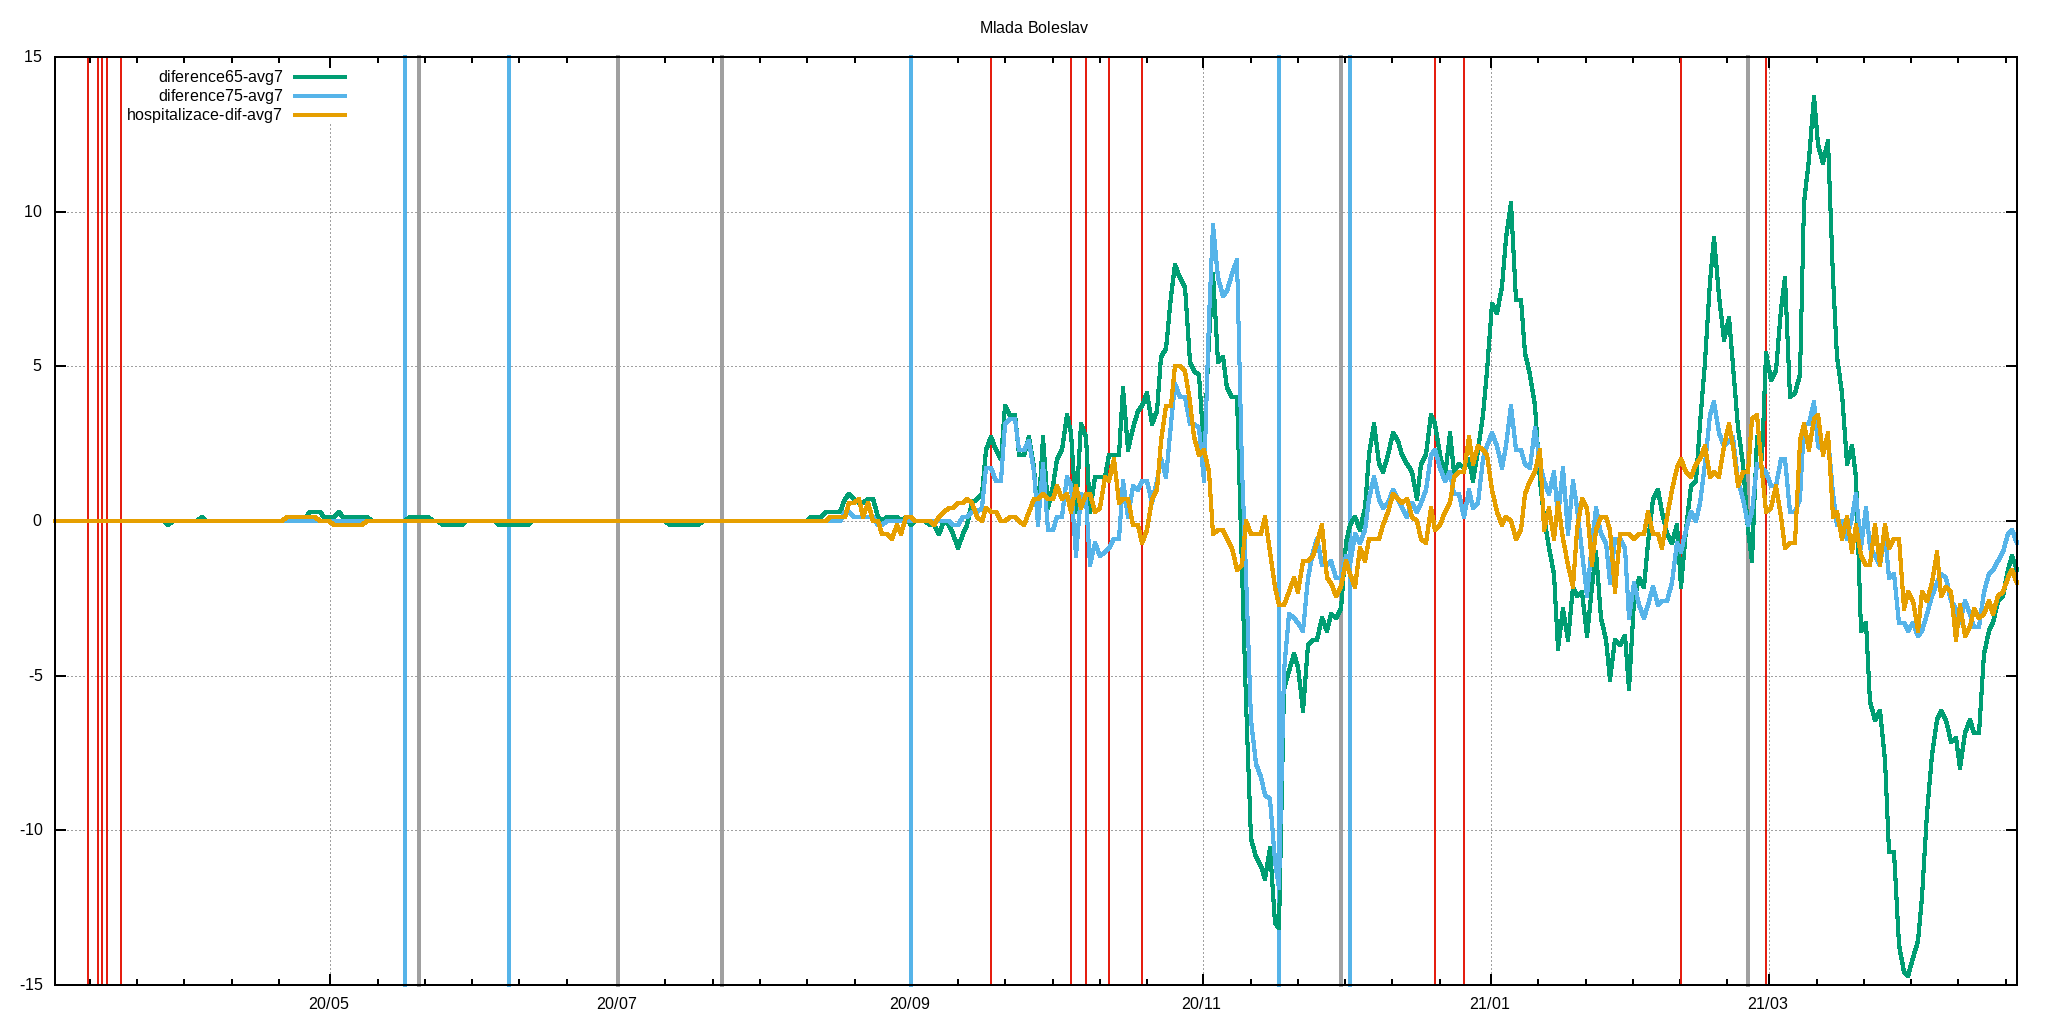 Mlada Boleslav
15
diference65-avg7
diference75-avg7
hospitalizace-dif-avg7
10
5
0
-5
-10
-15
20/05 20/07 20/09 20/11 21/01 21/03